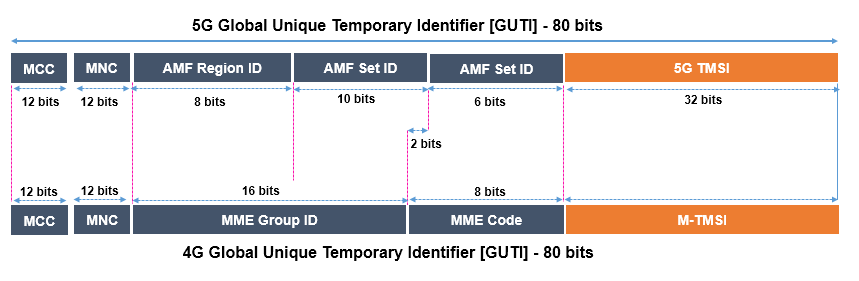 5G Global Unique Temporary Identifier [GUTI] - 80 bits
MCC MNC AMF Region ID AMF Set ID AMF Set ID 5G TMSI
12 bits 12 bits 8 bits 10 bits 6 bits 32 bits
2 bits
12 bits 12 bits 16 bits 8 bits
MCC MNC MME Group ID MME Code M-TMSI
4G Global Unique Temporary Identifier [GUTI] - 80 bits